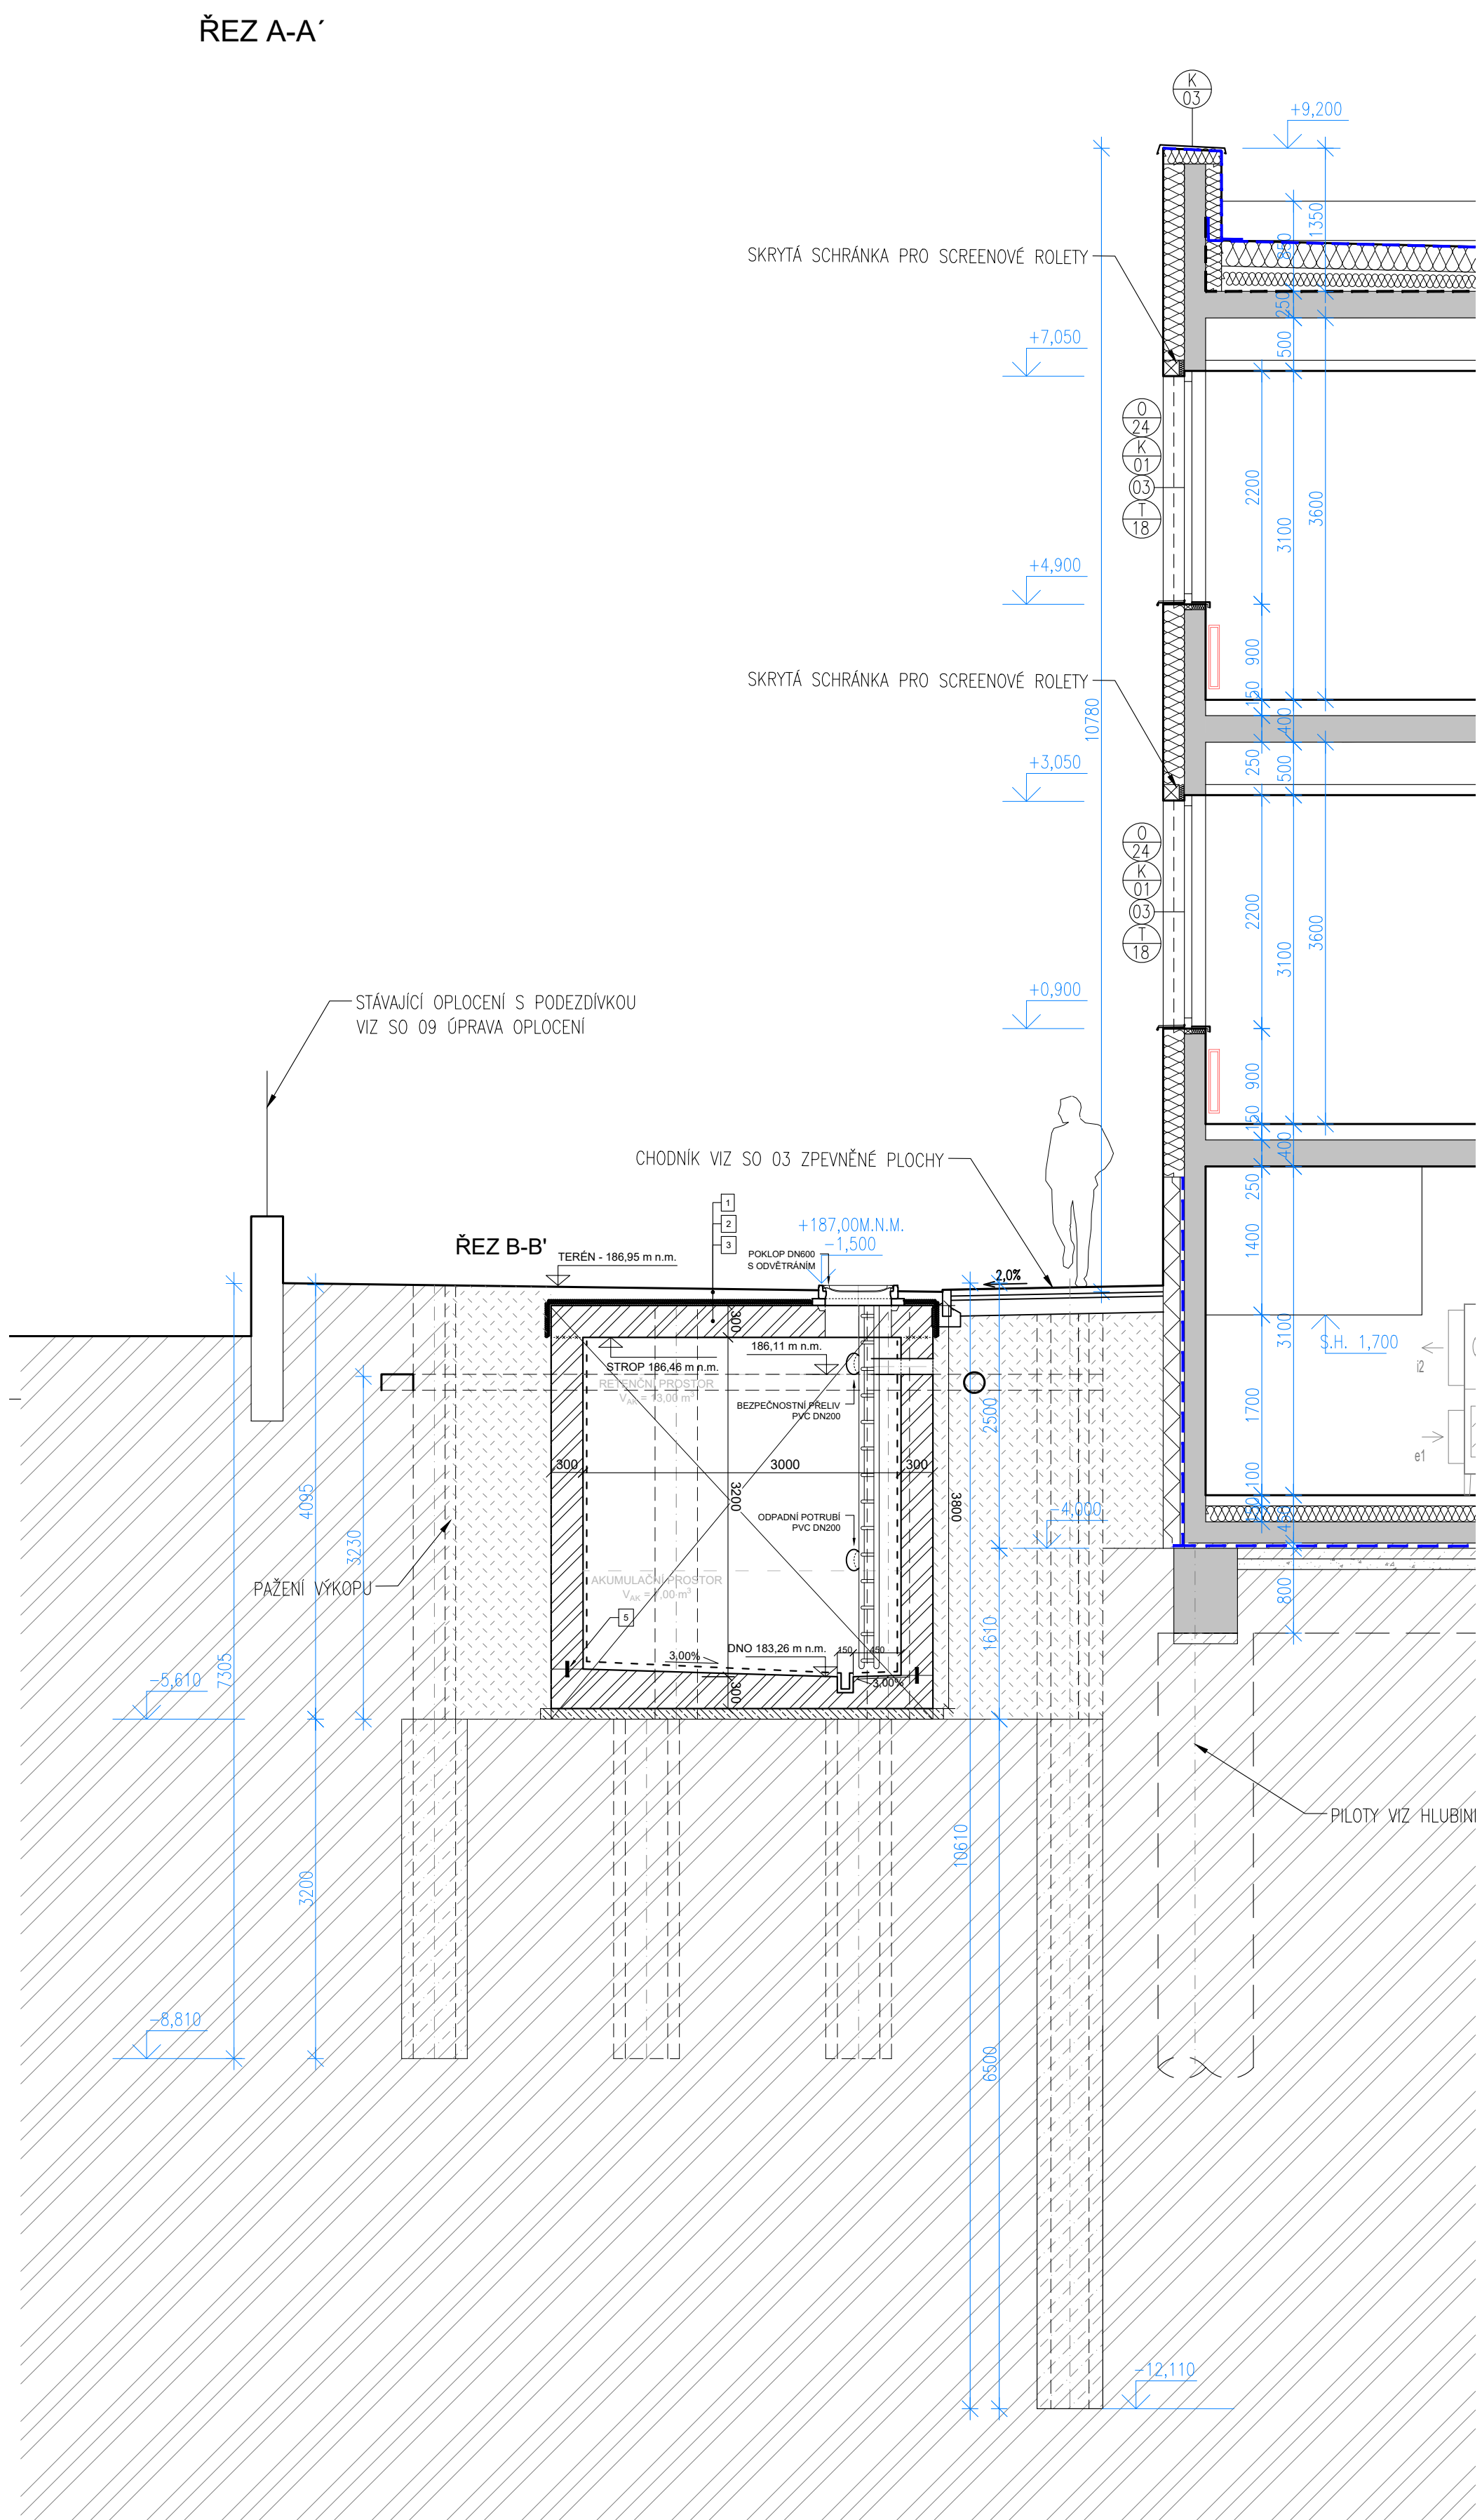 ŘEZ A-A´
K
03
+9,200
1350
850
SKRYTÁ SCHRÁNKA PRO SCREENOVÉ ROLETY
250
+7,050
500
O
24
K
01
03
T
18
2200
3600
3100
+4,900
900
SKRYTÁ SCHRÁNKA PRO SCREENOVÉ ROLETY
150
10780
400
+3,050
250
500
O
24
K
01
03
T
18
2200
3600
3100
+0,900
STÁVAJÍCÍ OPLOCENÍ S PODEZDÍVKOU
VIZ SO 09 ÚPRAVA OPLOCENÍ
900
150
400
CHODNÍK VIZ SO 03 ZPEVNĚNÉ PLOCHY
250
1
2
3
+187,00M.N.M.
-1,500
1400
ŘEZ B-B'
TERÉN - 186,95 m n.m.
POKLOP DN600
S ODVĚTRÁNÍM
2,0%
300
186,11 m n.m.
STROP 186,46 m n.m.
3100
S.H. 1,700
i2
RETENČNÍ PROSTOR
VAK = 13,00 m³
BEZPEČNOSTNÍ PŘELIV
PVC DN200
2500
1700
e1
300
3000
300
100
4095
3200
3800
-4,000
3230
ODPADNÍ POTRUBÍ
PVC DN200
PAŽENÍ VÝKOPU
AKUMULAČNÍ PROSTOR
800
5
1610
DNO 183,26 m n.m.
150
450
3,00%
3,00%
300
-5,610
7305
PILOTY VIZ HLUBIN
10610
3200
-8,810
6500
-12,110